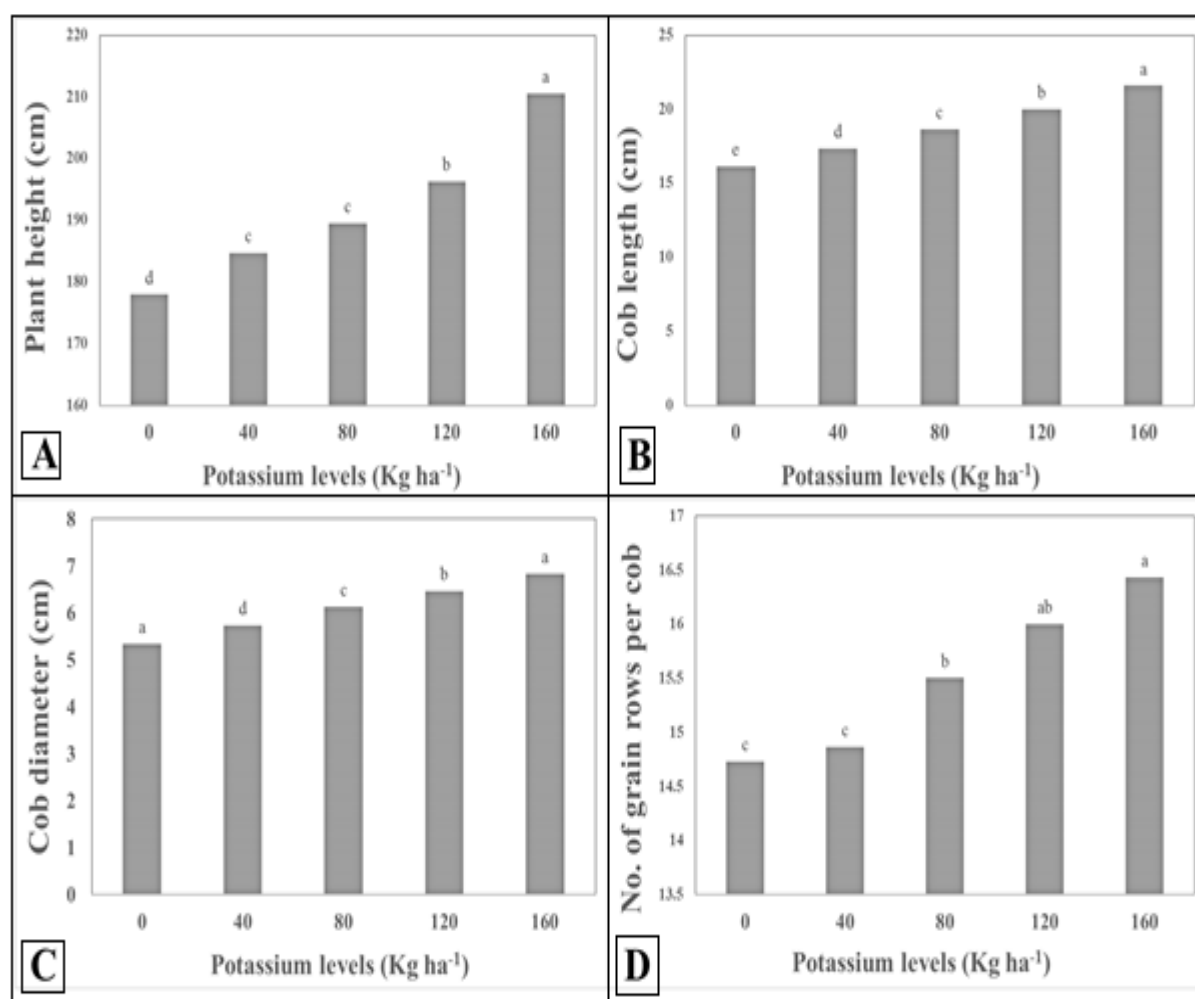 220
210
200
190
180
170
160
Plant height (cm)
d
c
c
b
a
0 40 80 120 160
Potassium levels (Kg ha⁻¹)
A
25
20
15
10
5
0
Cob length (cm)
e
d
c
b
a
0 40 80 120 160
Potassium levels (Kg ha⁻¹)
B
8
7
6
5
4
3
2
1
0
Cob diameter (cm)
a
d
c
b
a
0 40 80 120 160
Potassium levels (Kg ha⁻¹)
C
17
16.5
16
15.5
15
14.5
14
13.5
No. of grain rows per cob
c
c
b
ab
a
0 40 80 120 160
Potassium levels (Kg ha⁻¹)
D